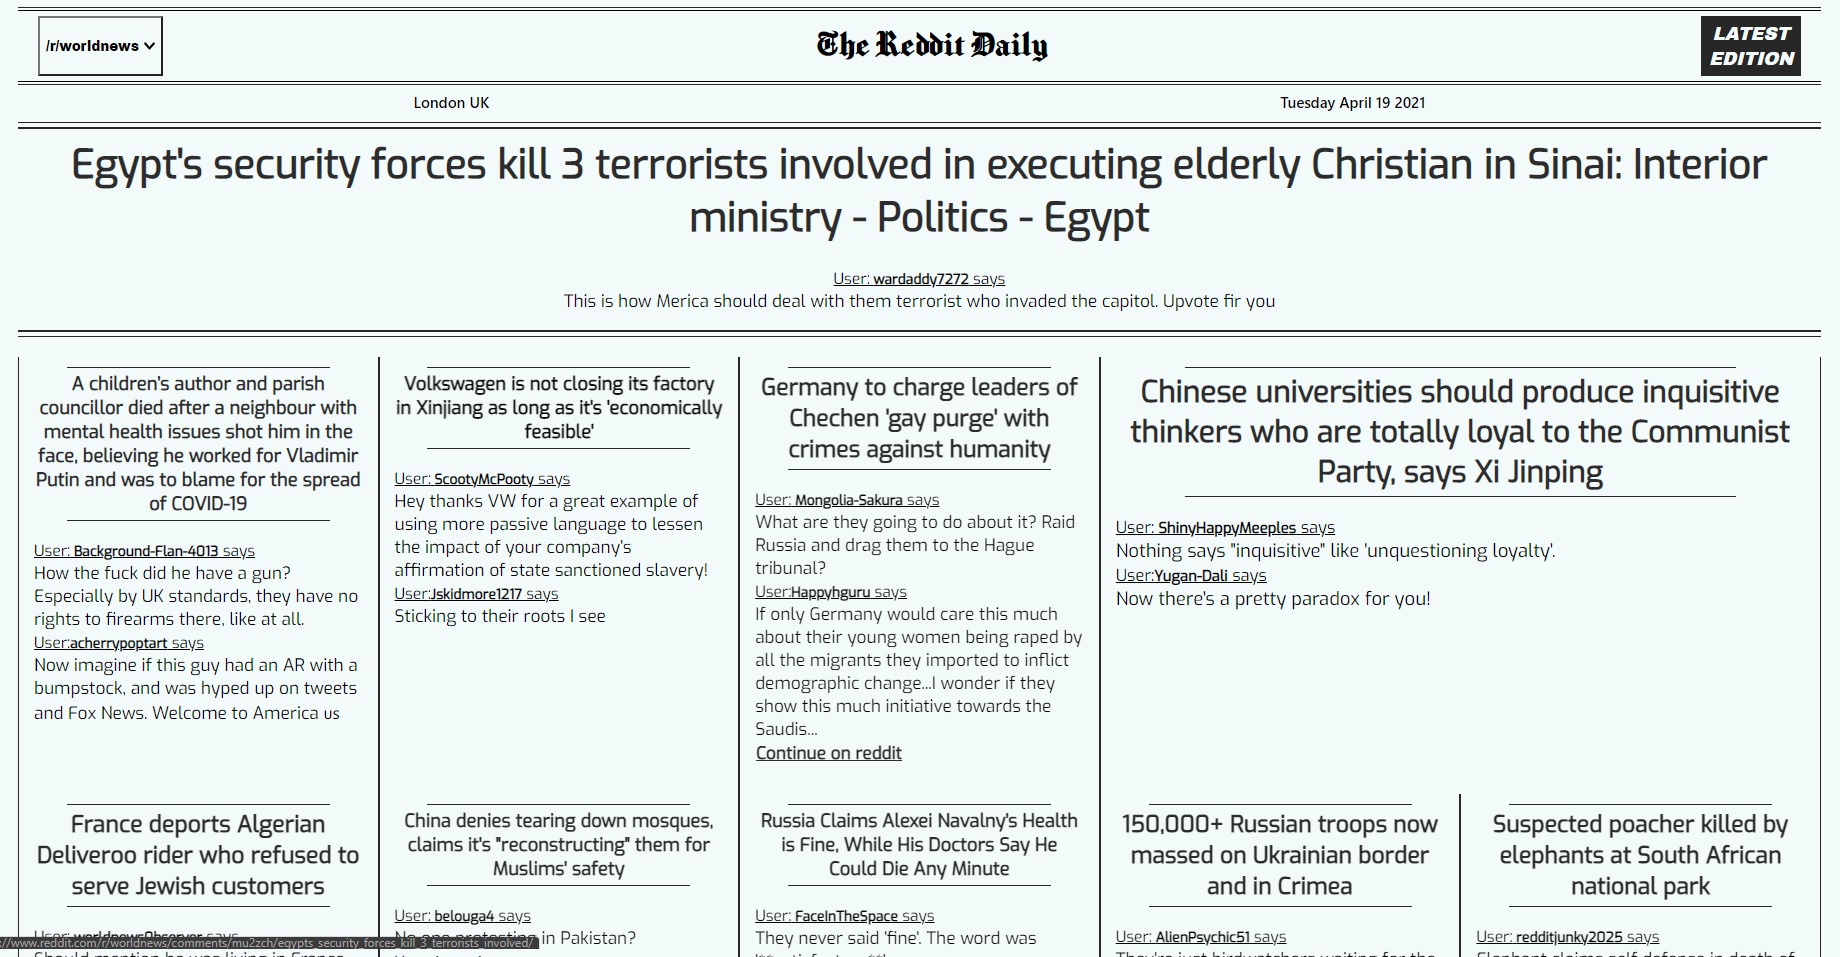 /r/worldnews
The Reddit Daily
LATEST
EDITION
London UK
Tuesday April 19 2021
Egypt's security forces kill 3 terrorists involved in executing elderly Christian in Sinai: Interior
ministry - Politics - Egypt
User: wardaddy7272 says
This is how Merica should deal with them terrorist who invaded the capitol. Upvote fir you
A children's author and parish
councillor died after a neighbour with
mental health issues shot him in the
face, believing he worked for Vladimir
Putin and was to blame for the spread
of COVID-19
User: Background-Flan-4013 says
How the fuck did he have a gun?
Especially by UK standards, they have no
rights to firearms there, like at all.
User:acherrypoptart says
Now imagine if this guy had an AR with a
bumpstock, and was hyped up on tweets
and Fox News. Welcome to America us
Volkswagen is not closing its factory
in Xinjiang as long as it's 'economically
feasible'
User: ScootyMcPooty says
Hey thanks VW for a great example of
using more passive language to lessen
the impact of your company's
affirmation of state sanctioned slavery!
User:Jskidmore1217 says
Sticking to their roots I see
Germany to charge leaders of
Chechen 'gay purge' with
crimes against humanity
User: Mongolia-Sakura says
What are they going to do about it? Raid
Russia and drag them to the Hague
tribunal?
User:Happyhguru says
If only Germany would care this much
about their young women being raped by
all the migrants they imported to inflict
demographic change...I wonder if they
show this much initiative towards the
Saudis...
Continue on reddit
Chinese universities should produce inquisitive
thinkers who are totally loyal to the Communist
Party, says Xi Jinping
User: ShinyHappyMeeples says
Nothing says "inquisitive" like 'unquestioning loyalty'.
User:Yugan-Dali says
Now there's a pretty paradox for you!
France deports Algerian
Deliveroo rider who refused to
serve Jewish customers
User: worldnewsObserver says
China denies tearing down mosques,
claims it's "reconstructing" them for
Muslims' safety
User: belouga4 says
No one protesting in Pakistan?
Russia Claims Alexei Navalny's Health
is Fine, While His Doctors Say He
Could Die Any Minute
User: FaceInTheSpace says
They never said 'fine'. The word was
150,000+ Russian troops now
massed on Ukrainian border
and in Crimea
User: AlienPsychic51 says
They're just birdwatchers waiting for the
Suspected poacher killed by
elephants at South African
national park
User: redditjunky2025 says
Elephant claims self defense in death of
://www.reddit.com/r/worldnews/comments/mu2zch/egypts_security_forces_kill_3_terrorists_involved/